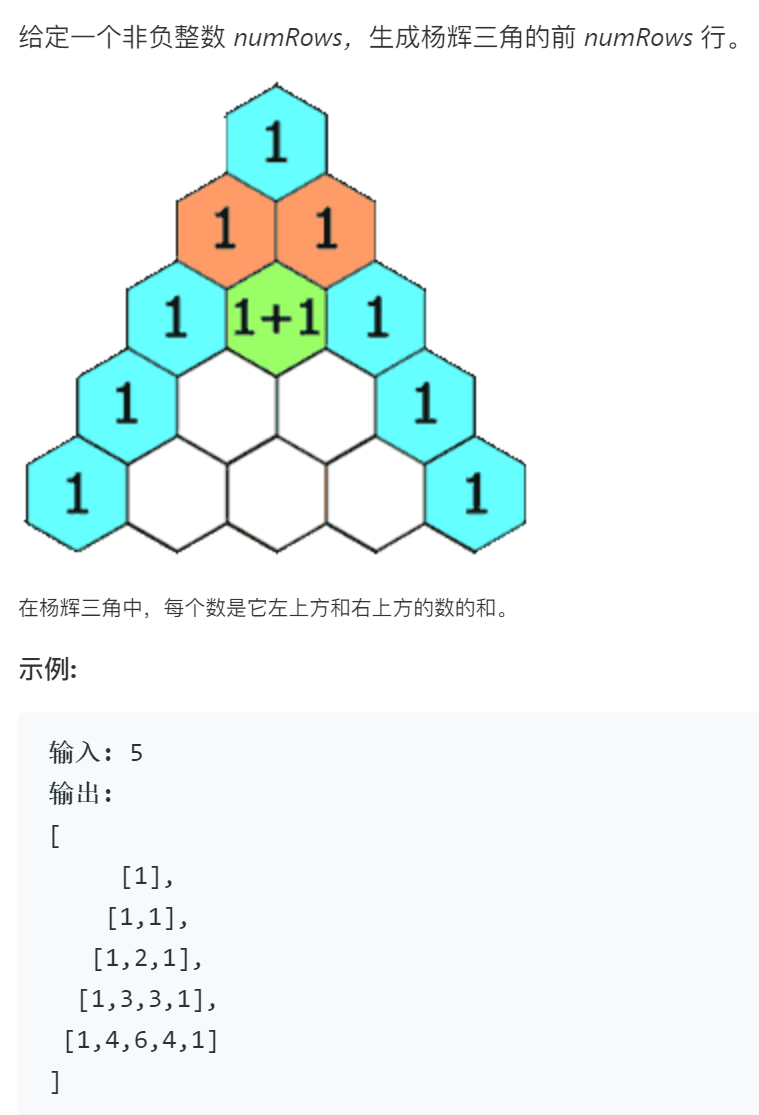 给定一个非负整数 numRows，生成杨辉三角的前 numRows 行。
1
1 1
1 1+1 1
1 1
1 1
在杨辉三角中，每个数是它左上方和右上方的数的和。
示例:
输入: 5
输出:
[
     [1],
    [1,1],
   [1,2,1],
  [1,3,3,1],
 [1,4,6,4,1]
]